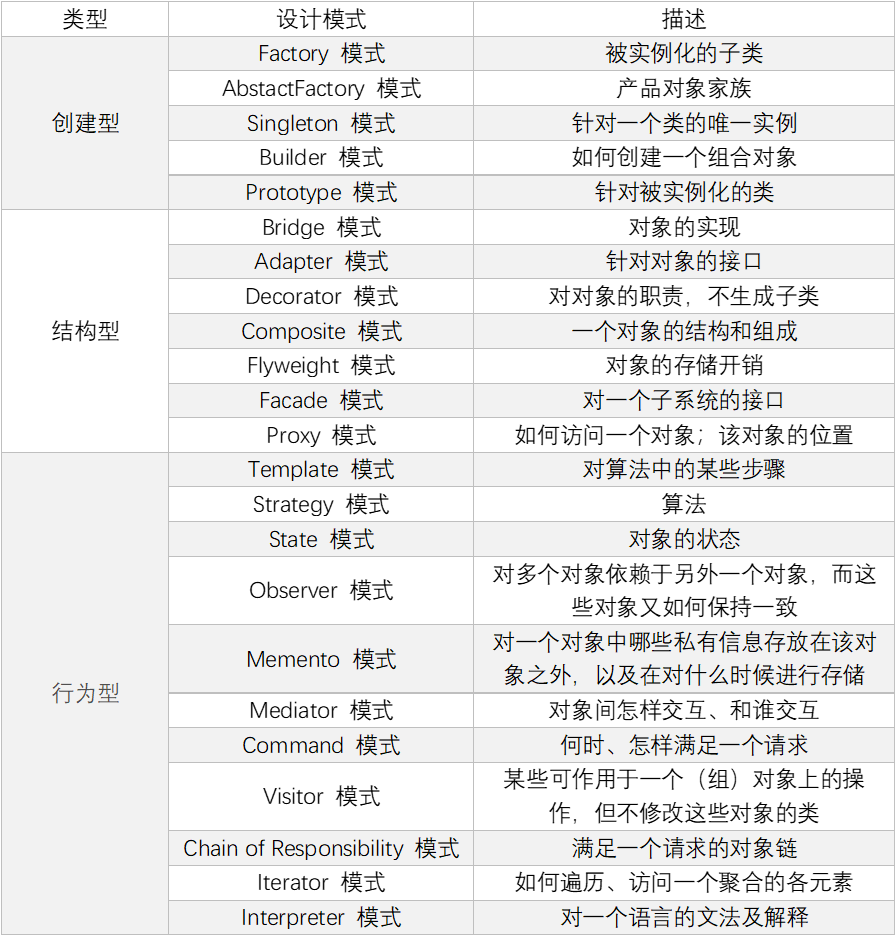 类型 设计模式 描述
创建型
Factory 模式 被实例化的子类
AbstactFactory 模式 产品对象家族
Singleton 模式 针对一个类的唯一实例
Builder 模式 如何创建一个组合对象
Prototype 模式 针对被实例化的类
结构型
Bridge 模式 对象的实现
Adapter 模式 针对对象的接口
Decorator 模式 对对象的职责，不生成子类
Composite 模式 一个对象的结构和组成
Flyweight 模式 对象的存储开销
Facade 模式 对一个子系统的接口
Proxy 模式 如何访问一个对象；该对象的位置
行为型
Template 模式 对算法中的某些步骤
Strategy 模式 算法
State 模式 对象的状态
Observer 模式 对多个对象依赖于另外一个对象，而这
些对象又如何保持一致
Memento 模式 对一个对象中哪些私有信息存放在该对
象之外，以及在对什么时候进行存储
Mediator 模式 对象间怎样交互、和谁交互
Command 模式 何时、怎样满足一个请求
Visitor 模式 某些可作用于一个（组）对象上的操
作，但不修改这些对象的类
Chain of Responsibility 模式 满足一个请求的对象链
Iterator 模式 如何遍历、访问一个聚合的各元素
Interpreter 模式 对一个语言的文法及解释